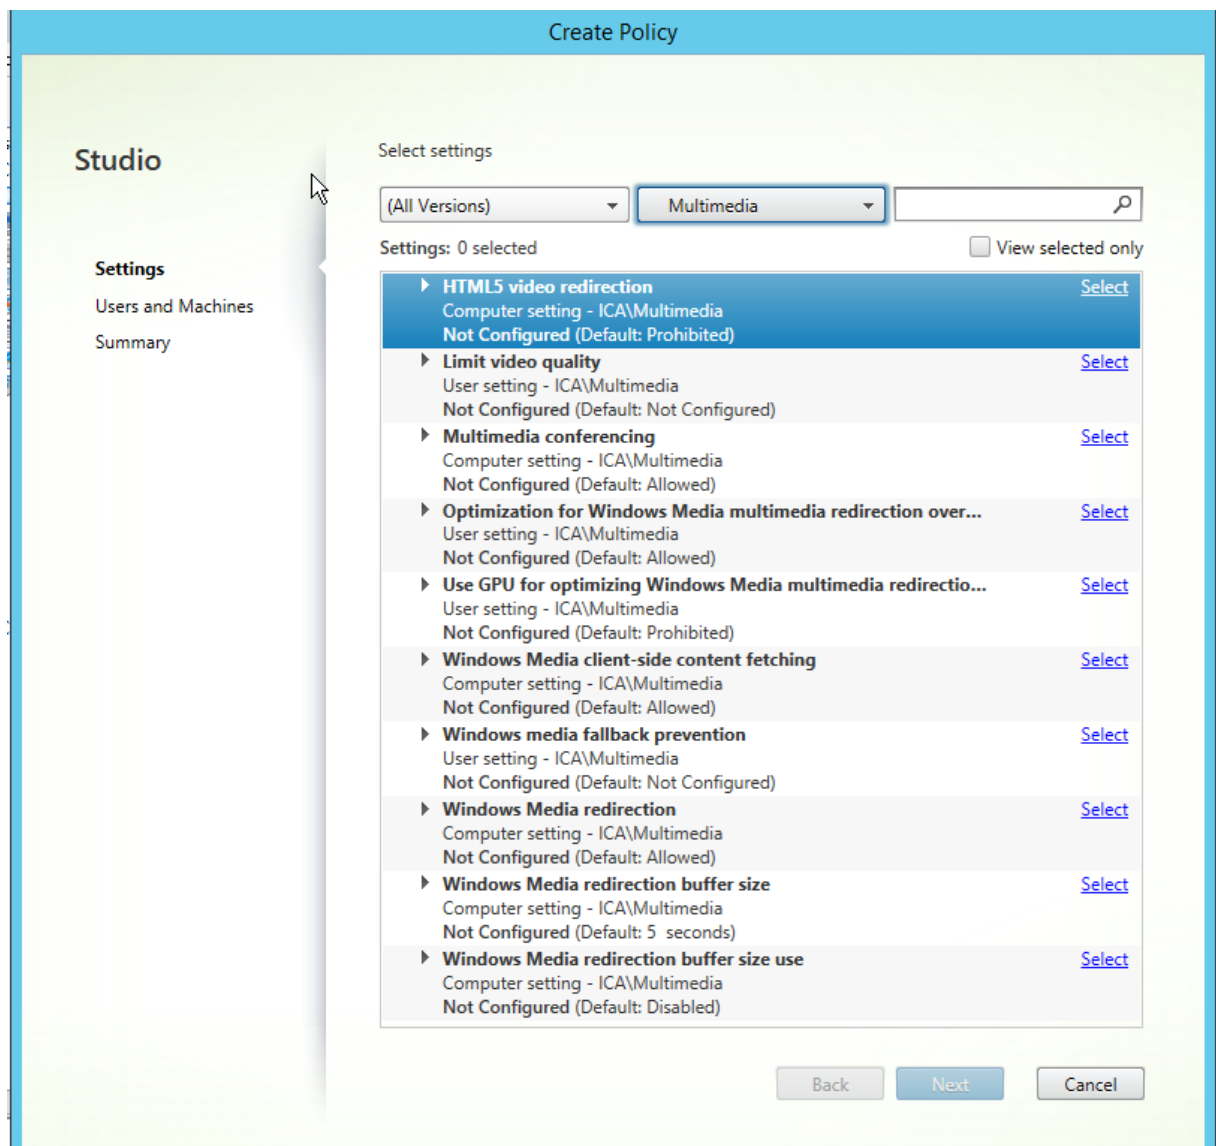 Create Policy
Studio
Select settings
(All Versions)
Multimedia
Settings: 0 selected
View selected only
Settings
Users and Machines
Summary
HTML5 video redirection
Select
Computer setting - ICA\Multimedia
Not Configured (Default: Prohibited)
Limit video quality
Select
User setting - ICA\Multimedia
Not Configured (Default: Not Configured)
Multimedia conferencing
Select
Computer setting - ICA\Multimedia
Not Configured (Default: Allowed)
Optimization for Windows Media multimedia redirection over...
Select
User setting - ICA\Multimedia
Not Configured (Default: Allowed)
Use GPU for optimizing Windows Media multimedia redirectio...
Select
User setting - ICA\Multimedia
Not Configured (Default: Prohibited)
Windows Media client-side content fetching
Select
Computer setting - ICA\Multimedia
Not Configured (Default: Allowed)
Windows media fallback prevention
Select
User setting - ICA\Multimedia
Not Configured (Default: Not Configured)
Windows Media redirection
Select
Computer setting - ICA\Multimedia
Not Configured (Default: Allowed)
Windows Media redirection buffer size
Select
Computer setting - ICA\Multimedia
Not Configured (Default: 5  seconds)
Windows Media redirection buffer size use
Select
Computer setting - ICA\Multimedia
Not Configured (Default: Disabled)
Back
Next
Cancel